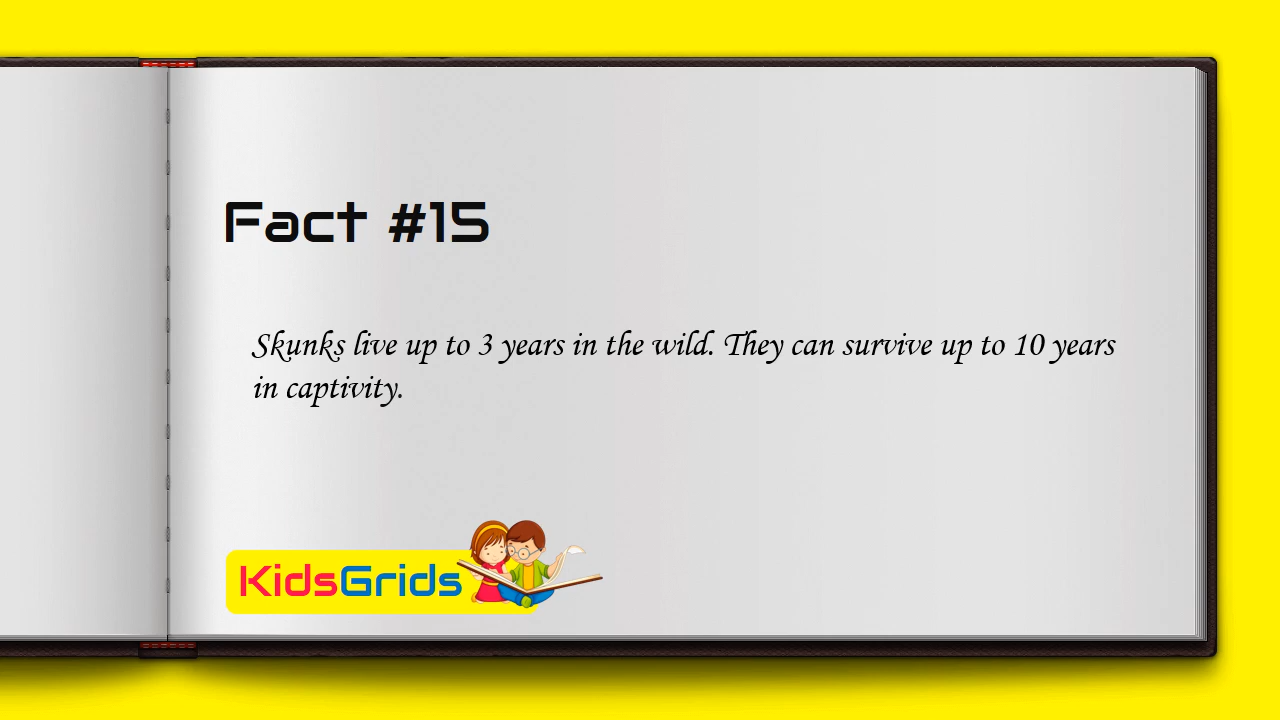 Fact #15
Skunks live up to 3 years in the wild. They can survive up to 10 years
in captivity.
KidsGrids